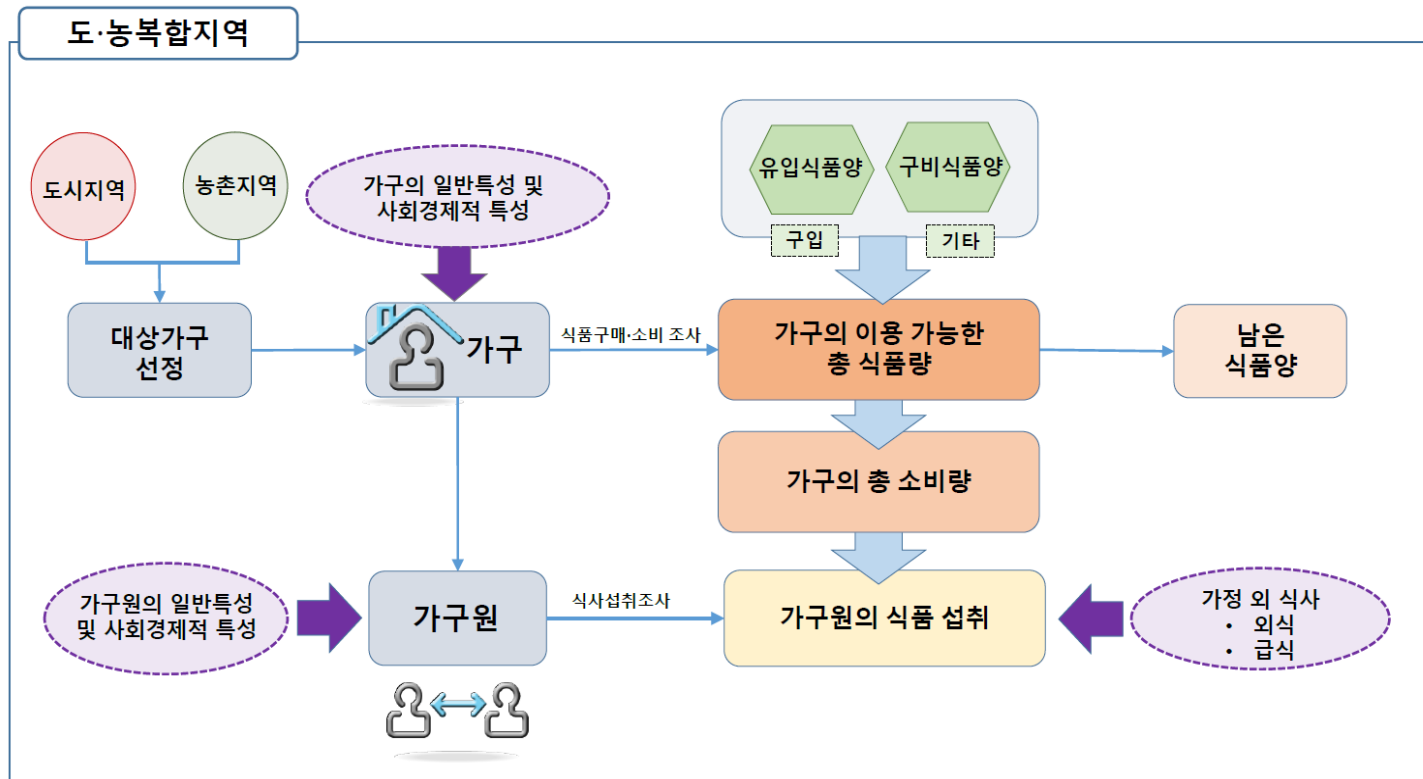 도·농복합지역
도시지역
농촌지역
가구의 일반특성 및
사회경제적 특성
유입식품양
구비식품양
구입
기타
대상가구
선정
가구
식품구매·소비 조사
가구의 이용 가능한
총 식품량
남은
식품양
가구의 총 소비량
가구원의 일반특성
및 사회경제적 특성
가구원
식사섭취조사
가구원의 식품 섭취
가정 외 식사
• 외식
• 급식